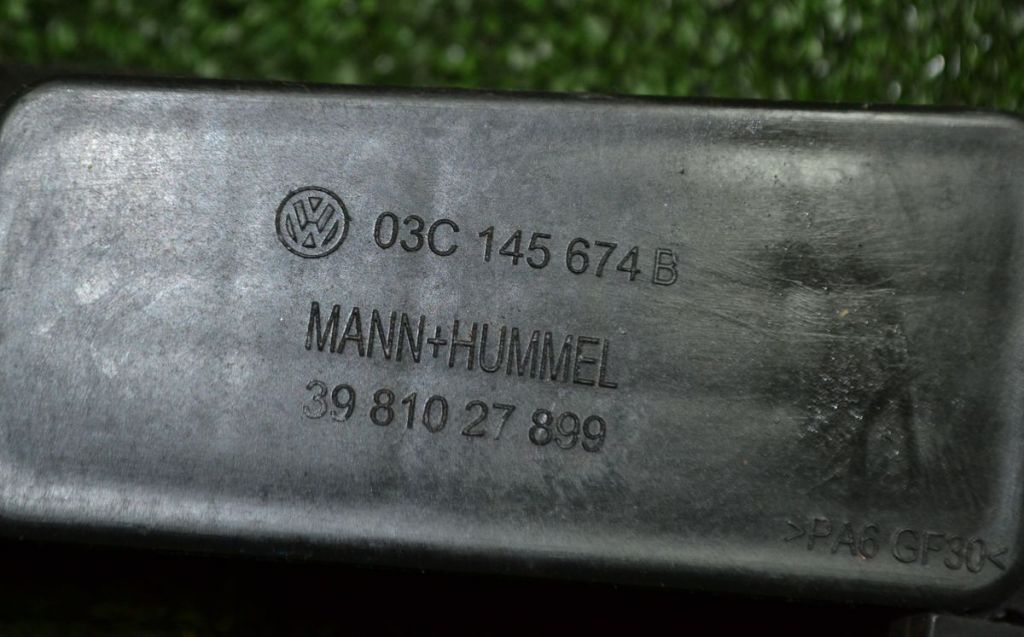 03C 145 674 B
MANN+HUMMEL
39 810 27 899
>PA6 GF30<